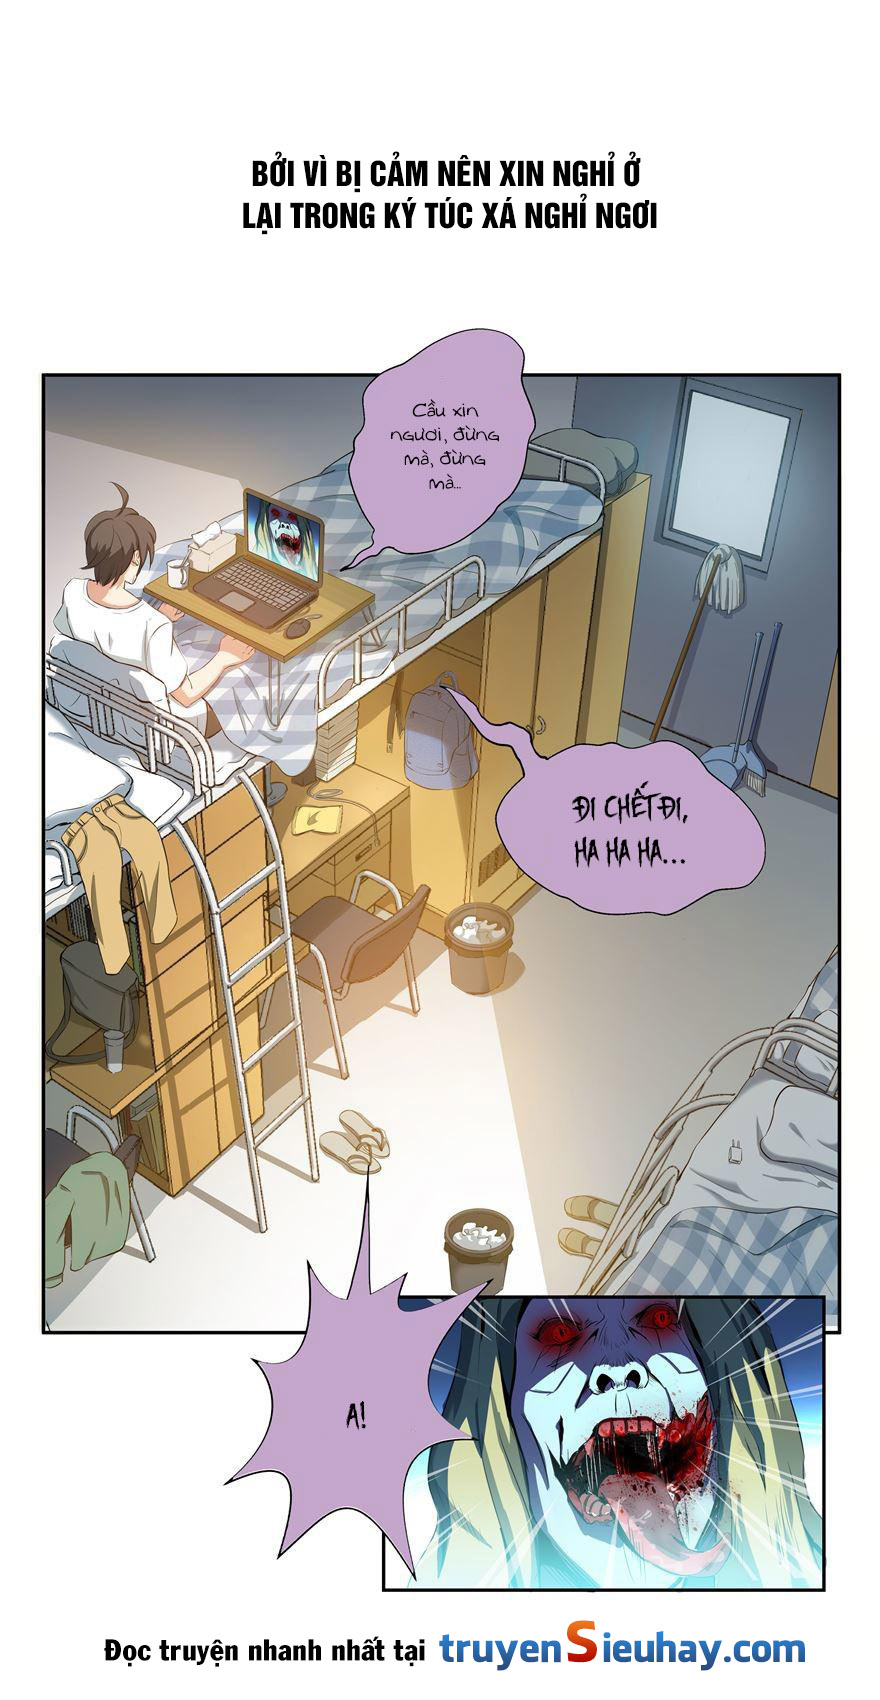 BỞI VÌ BỊ CẢM NÊN XIN NGHỈ Ở
LẠI TRONG KÝ TÚC XÁ NGHỈ NGƠI
Cầu xin
ngươi, đừng
mà, đừng
mà...
ĐI CHẾT ĐI,
HA HA HA...
A!
Đọc truyện nhanh nhất tại truyenSieuhay.com